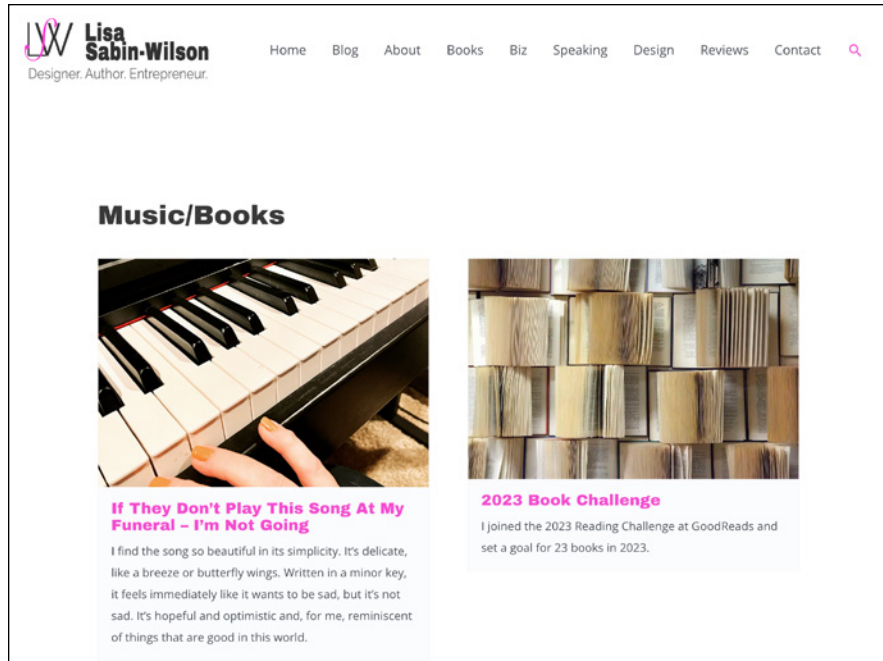 LSW Lisa
Sabin-Wilson
Designer. Author. Entrepreneur.
Home Blog About Books Biz Speaking Design Reviews Contact
Music/Books
If They Don’t Play This Song At My
Funeral – I’m Not Going
I find the song so beautiful in its simplicity. It’s delicate,
like a breeze or butterfly wings. Written in a minor key,
it feels immediately like it wants to be sad, but it’s not
sad. It’s hopeful and optimistic and, for me, reminiscent
of things that are good in this world.
2023 Book Challenge
I joined the 2023 Reading Challenge at GoodReads and
set a goal for 23 books in 2023.